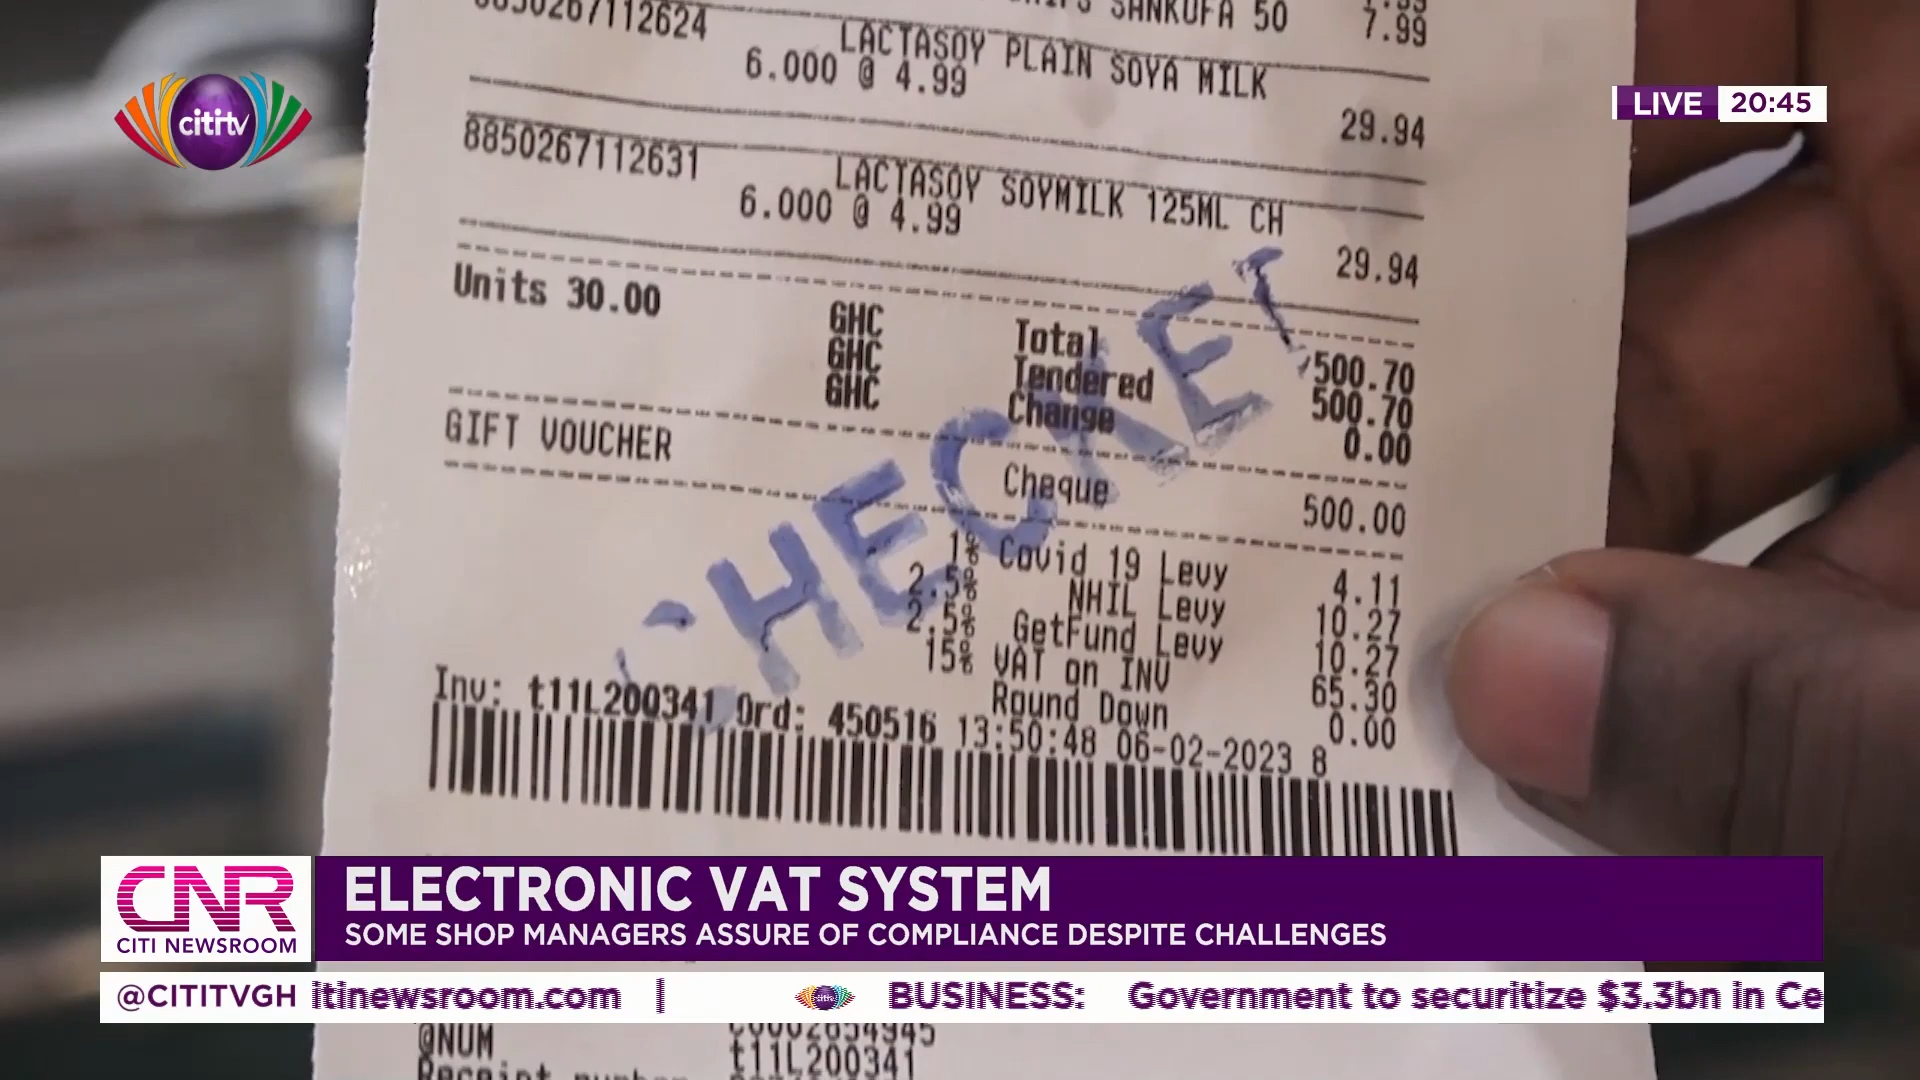 SANKOFA 50
7.99
8850267112624
LACTASOY PLAIN SOYA MILK
6.000 @ 4.99
29.94
8850267112631
LACTASOY SOYMILK 125ML CH
6.000 @ 4.99
29.94
Units 30.00
GHC Total 500.70
GHC Tendered 500.70
GHC Change 0.00
GIFT VOUCHER
Cheque 500.00
1% Covid 19 Levy 4.11
2.5% NHIL Levy 10.27
2.5% GetFund Levy 10.27
15% VAT on INV 65.30
Round Down 0.00
Inv: t11L200341 Ord: 450516 13:50:48 06-02-2023 8
CHECKET
cititv
LIVE 20:45
CNR
CITI NEWSROOM
ELECTRONIC VAT SYSTEM
SOME SHOP MANAGERS ASSURE OF COMPLIANCE DESPITE CHALLENGES
@CITITVGH itinewsroom.com | citi tv BUSINESS: Government to securitize $3.3bn in Ce
@NUM
t11L200341
Receipt number